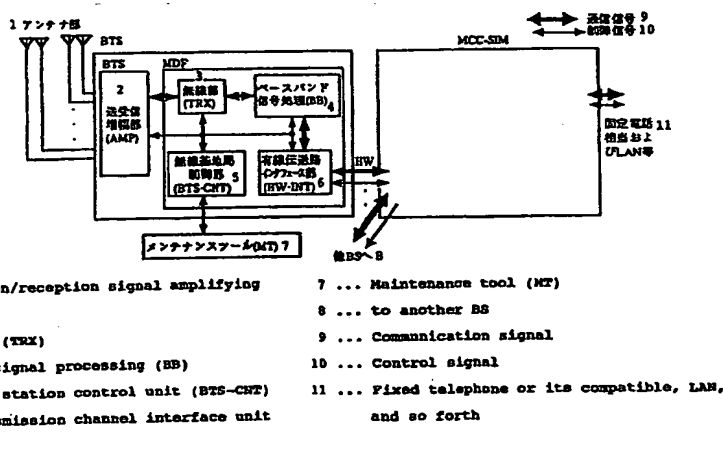 1 アンテナ部
BTS
通信信号 9
制御信号 10
MCC-SIM
BTS
MDF
2
送受信
増幅部
(AMP)
3
無線部
(TRX)
ベースバンド
信号処理(BB) 4
無線基地局
制御部 5
(BTS-CNT)
有線伝送路
インタフェース部
(HW-INT) 6
HW
固定電話 11
相当およ
びLAN等
メンテナンスツール(MT) 7
他BSへ 8
n/reception signal amplifying
(TRX)
ignal processing (BB)
station control unit (BTS-CNT)
mission channel interface unit
7 ... Maintenance tool (MT)
8 ... to another BS
9 ... Communication signal
10 ... Control signal
11 ... Fixed telephone or its compatible, LAN,
and so forth